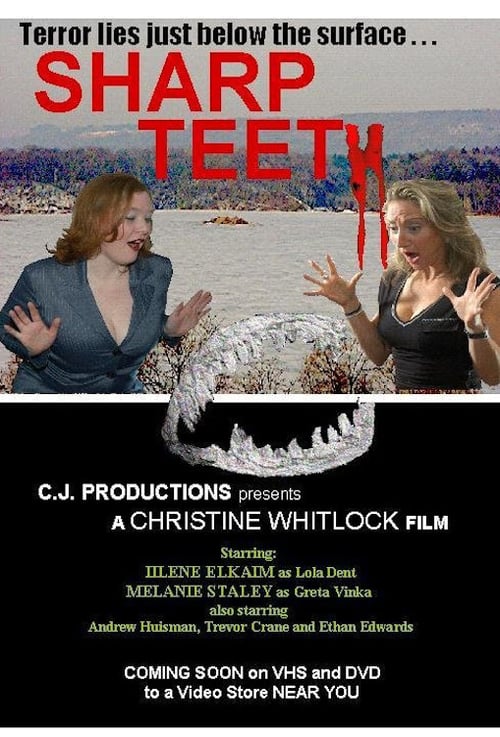 Terror lies just below the surface...
SHARP
TEETH
C.J. PRODUCTIONS presents
A CHRISTINE WHITLOCK FILM
Starring:
IILENE ELKAIM as Lola Dent
MELANIE STALEY as Greta Vinka
also starring
Andrew Huisman, Trevor Crane and Ethan Edwards
COMING SOON on VHS and DVD
to a Video Store NEAR YOU